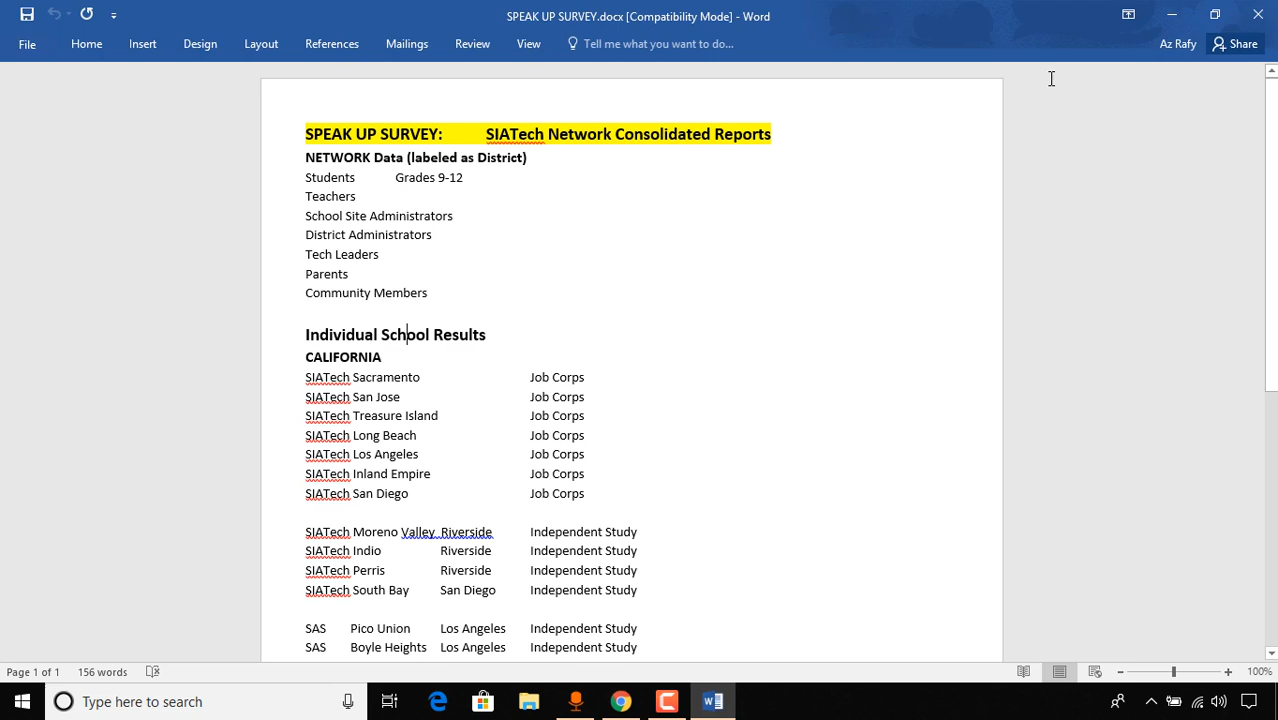 SPEAK UP SURVEY.docx [Compatibility Mode] - Word
File Home Insert Design Layout References Mailings Review View Tell me what you want to do... Az Rafy Share
SPEAK UP SURVEY: SIATech Network Consolidated Reports
NETWORK Data (labeled as District)
Students Grades 9-12
Teachers
School Site Administrators
District Administrators
Tech Leaders
Parents
Community Members
Individual School Results
CALIFORNIA
SIATech Sacramento Job Corps
SIATech San Jose Job Corps
SIATech Treasure Island Job Corps
SIATech Long Beach Job Corps
SIATech Los Angeles Job Corps
SIATech Inland Empire Job Corps
SIATech San Diego Job Corps
SIATech Moreno Valley Riverside Independent Study
SIATech Indio Riverside Independent Study
SIATech Perris Riverside Independent Study
SIATech South Bay San Diego Independent Study
SAS Pico Union Los Angeles Independent Study
SAS Boyle Heights Los Angeles Independent Study
Page 1 of 1 156 words 100%
Type here to search